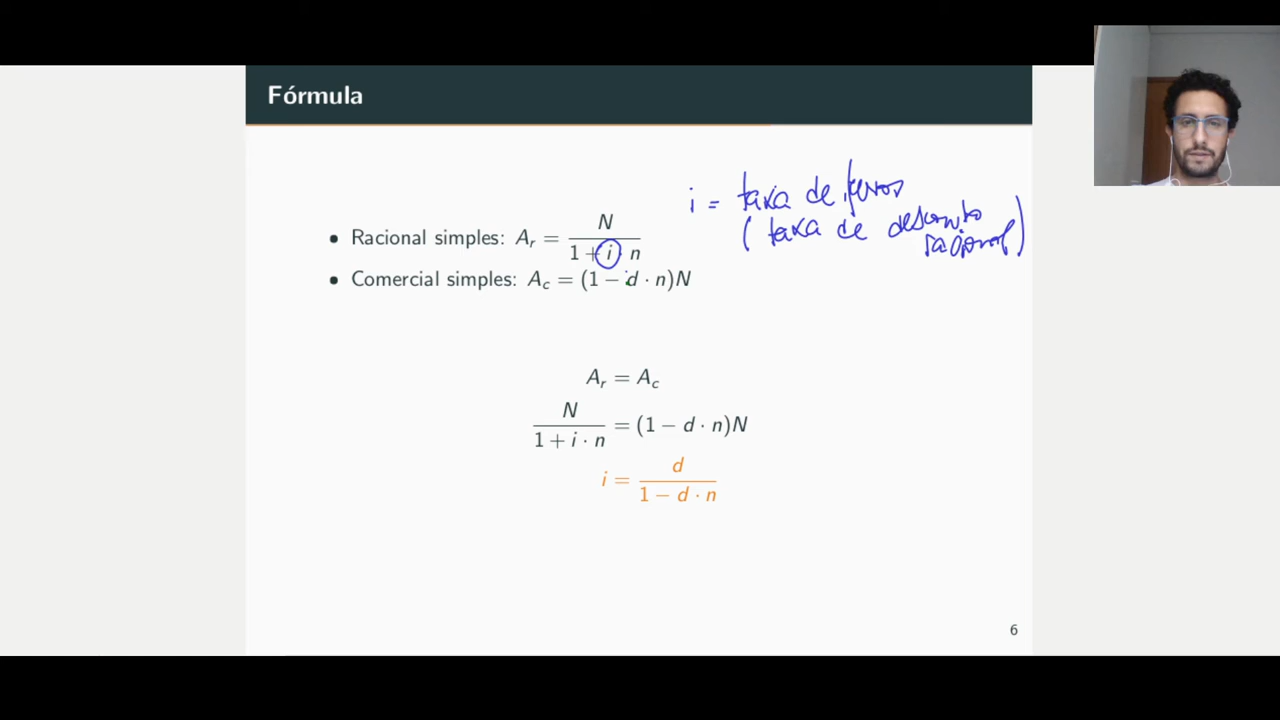 Fórmula
i = taxa de juros
(taxa de desconto
racional)
• Racional simples: A_r = N / (1 + i · n)
• Comercial simples: A_c = (1 − d · n)N
A_r = A_c
N / (1 + i · n) = (1 − d · n)N
i = d / (1 − d · n)
6